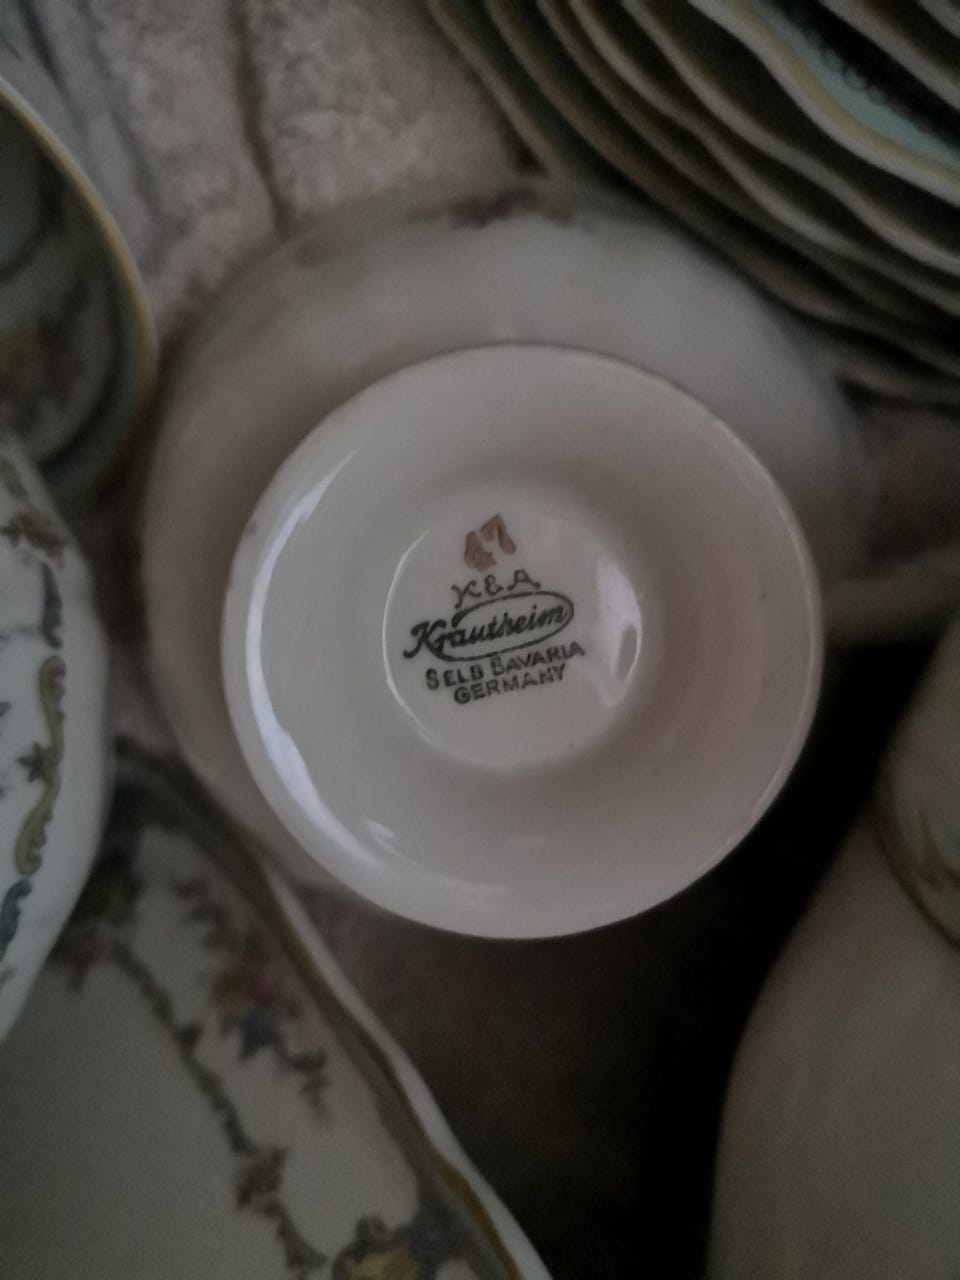 47
K & A
Krautheim
SELB BAVARIA
GERMANY